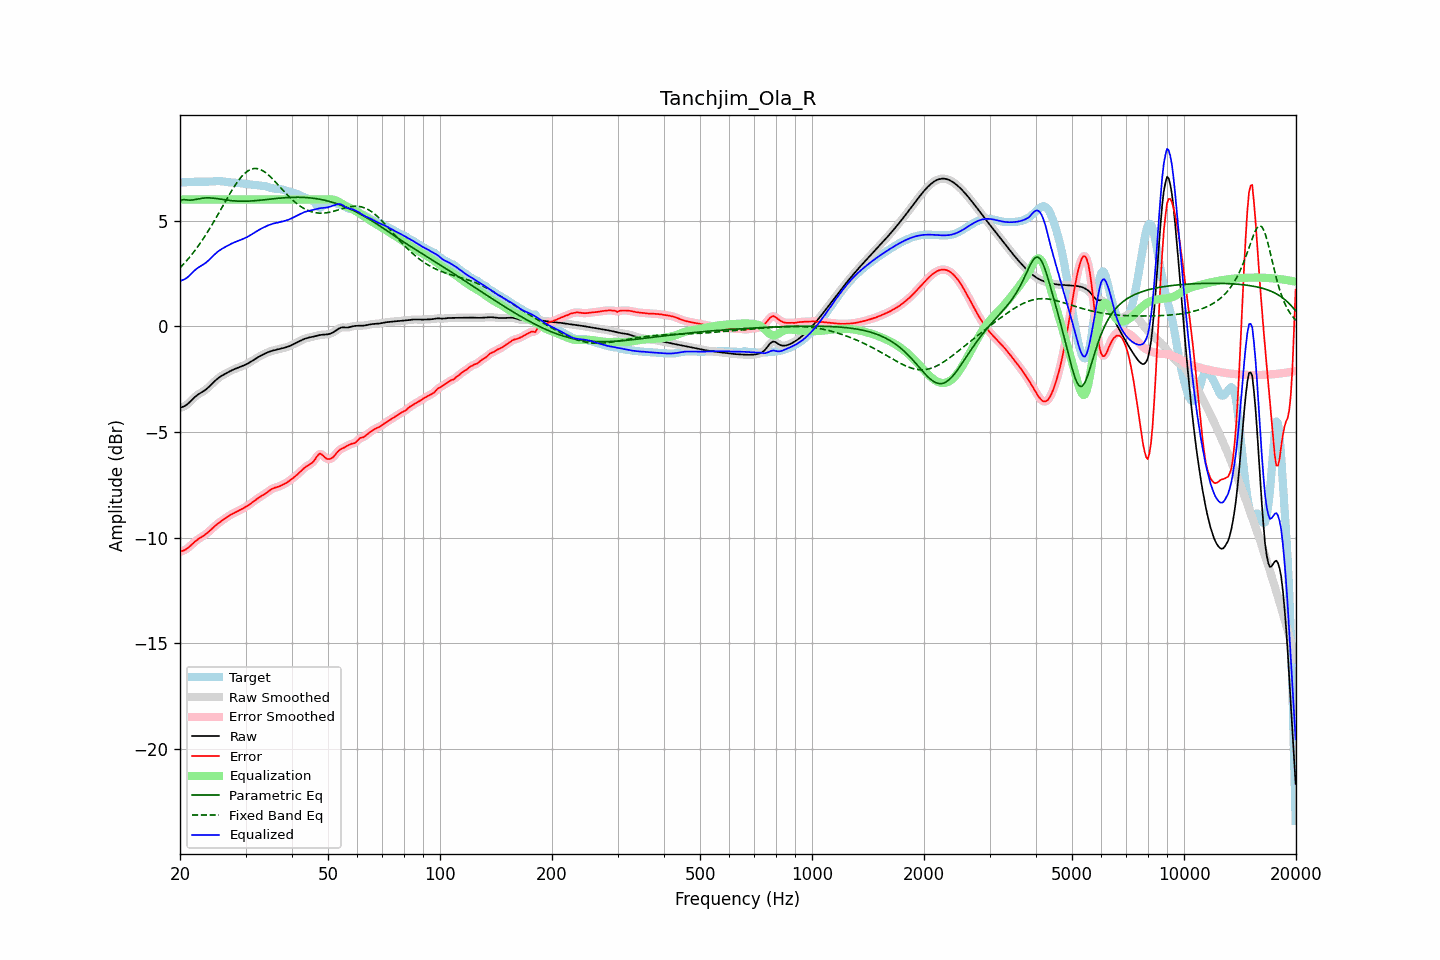 Tanchjim_Ola_R
Amplitude (dBr)
5
0
−5
−10
−15
−20
Target
Raw Smoothed
Error Smoothed
Raw
Error
Equalization
Parametric Eq
Fixed Band Eq
Equalized
20 50 100 200 500 1000 2000 5000 10000 20000
Frequency (Hz)